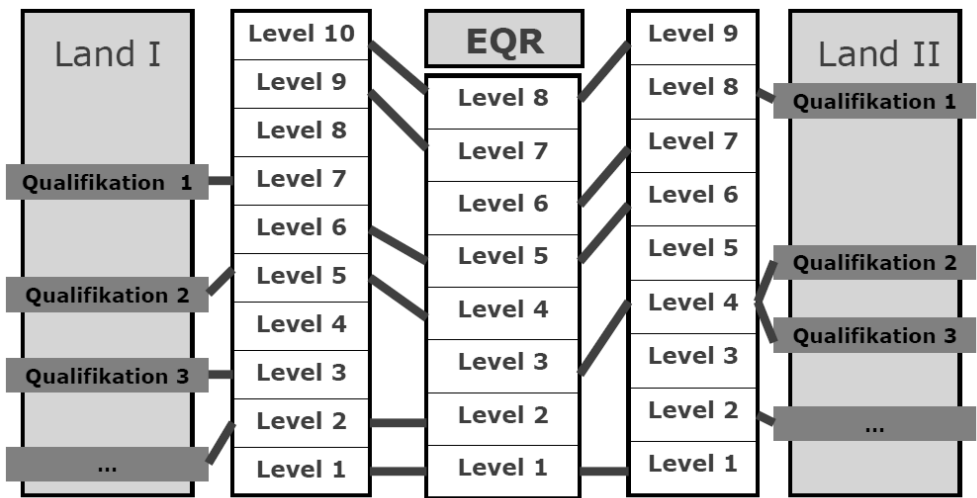 Land I
Qualifikation 1
Qualifikation 2
Qualifikation 3
...
Level 10
Level 9
Level 8
Level 7
Level 6
Level 5
Level 4
Level 3
Level 2
Level 1
EQR
Level 8
Level 7
Level 6
Level 5
Level 4
Level 3
Level 2
Level 1
Level 9
Level 8
Level 7
Level 6
Level 5
Level 4
Level 3
Level 2
Level 1
Land II
Qualifikation 1
Qualifikation 2
Qualifikation 3
...